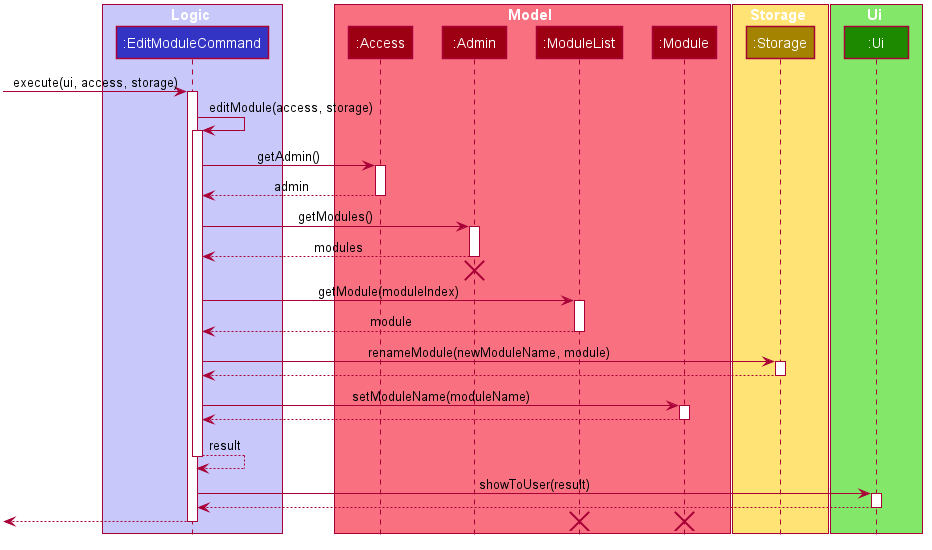 Logic
Model
Storage
Ui
:EditModuleCommand
:Access
:Admin
:ModuleList
:Module
:Storage
:Ui
execute(ui, access, storage)
editModule(access, storage)
getAdmin()
admin
getModules()
modules
getModule(moduleIndex)
module
renameModule(newModuleName, module)
setModuleName(moduleName)
result
showToUser(result)